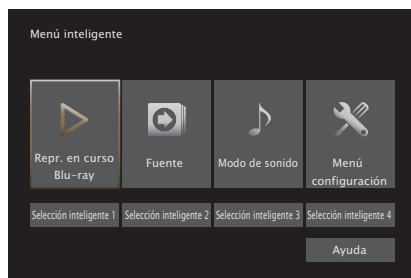 Menú inteligente
Repr. en curso
Blu-ray
Fuente
Modo de sonido
Menú
configuración
Selección inteligente 1
Selección inteligente 2
Selección inteligente 3
Selección inteligente 4
Ayuda